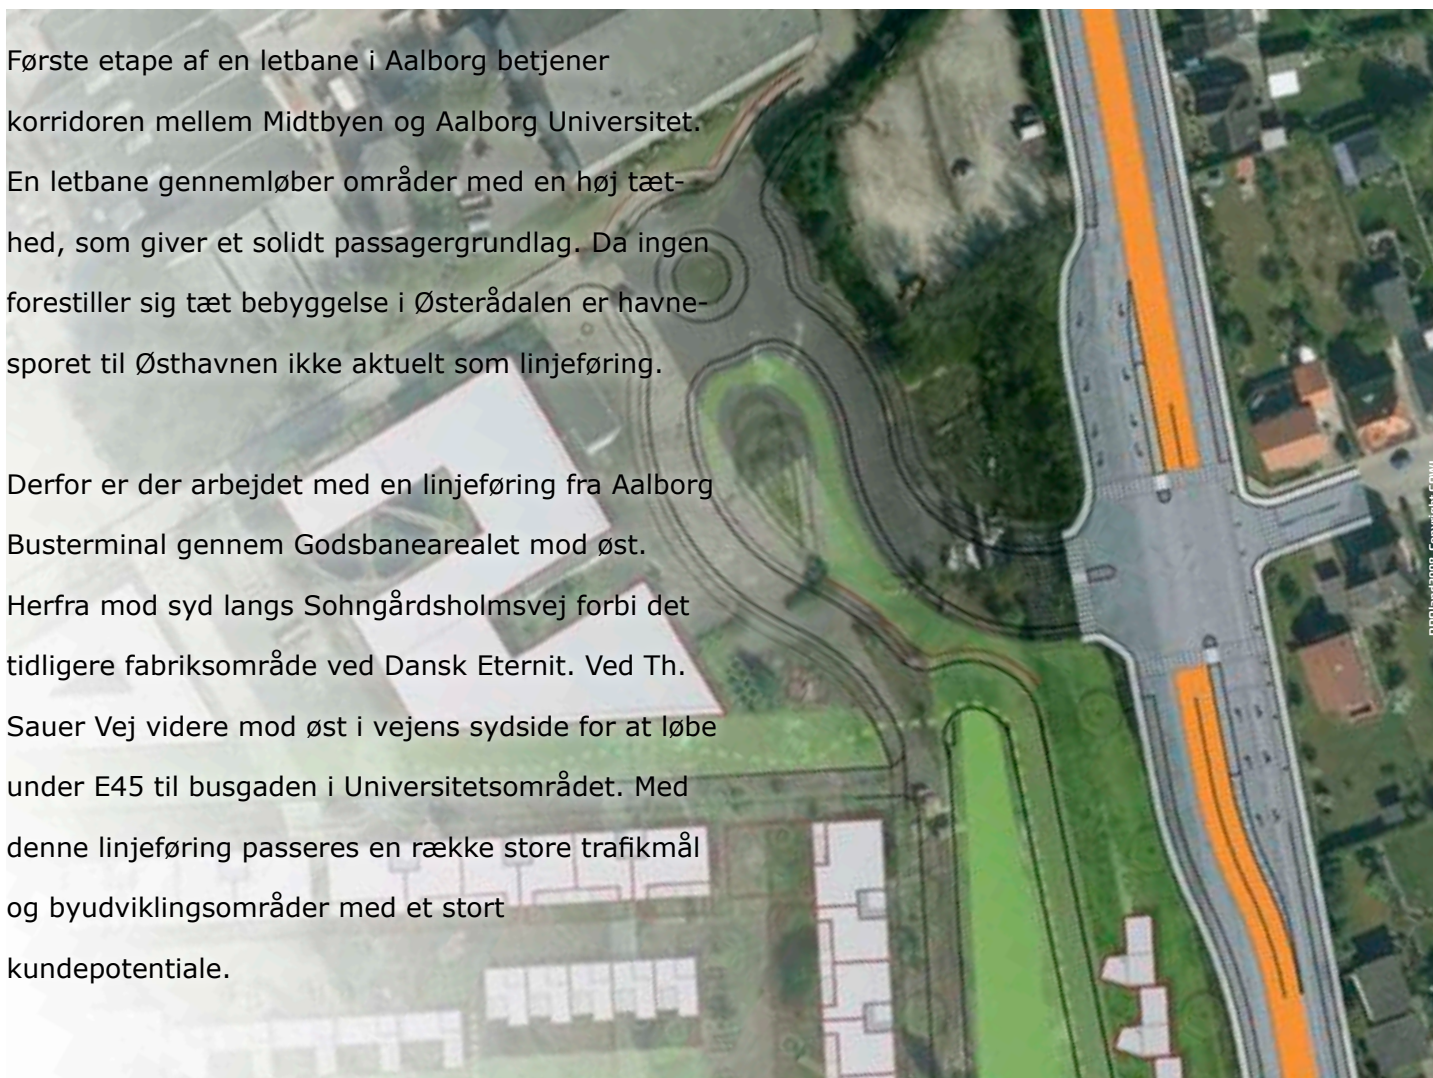 Første etape af en letbane i Aalborg betjener
korridoren mellem Midtbyen og Aalborg Universitet.
En letbane gennemløber områder med en høj tæt-
hed, som giver et solidt passagergrundlag. Da ingen
forestiller sig tæt bebyggelse i Østerådalen er havne-
sporet til Østhavnen ikke aktuelt som linjeføring.
Derfor er der arbejdet med en linjeføring fra Aalborg
Busterminal gennem Godsbanearealet mod øst.
Herfra mod syd langs Sohngårdsholmsvej forbi det
tidligere fabriksområde ved Dansk Eternit. Ved Th.
Sauer Vej videre mod øst i vejens sydside for at løbe
under E45 til busgaden i Universitetsområdet. Med
denne linjeføring passeres en række store trafikmål
og byudviklingsområder med et stort
kundepotentiale.